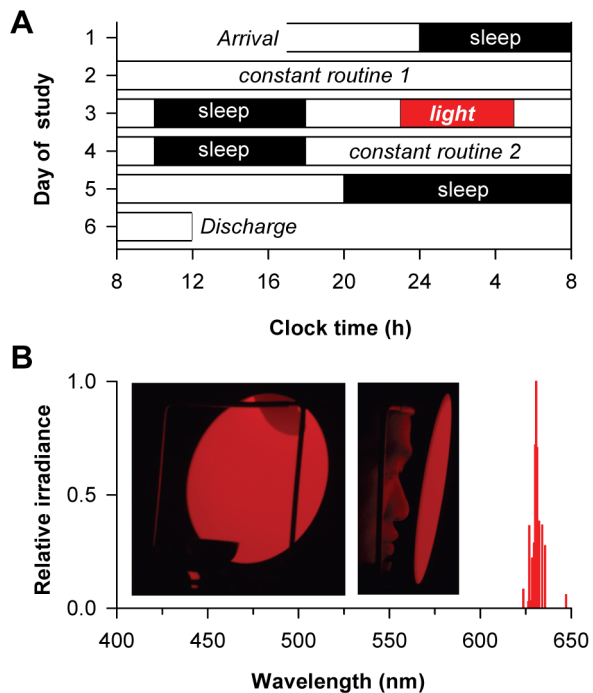 A
Day of study
1
Arrival
sleep
2
constant routine 1
3
sleep
light
4
sleep
constant routine 2
5
sleep
6
Discharge
8 12 16 20 24 4 8
Clock time (h)
B
Relative irradiance
1.0
0.5
0.0
400 450 500 550 600 650
Wavelength (nm)